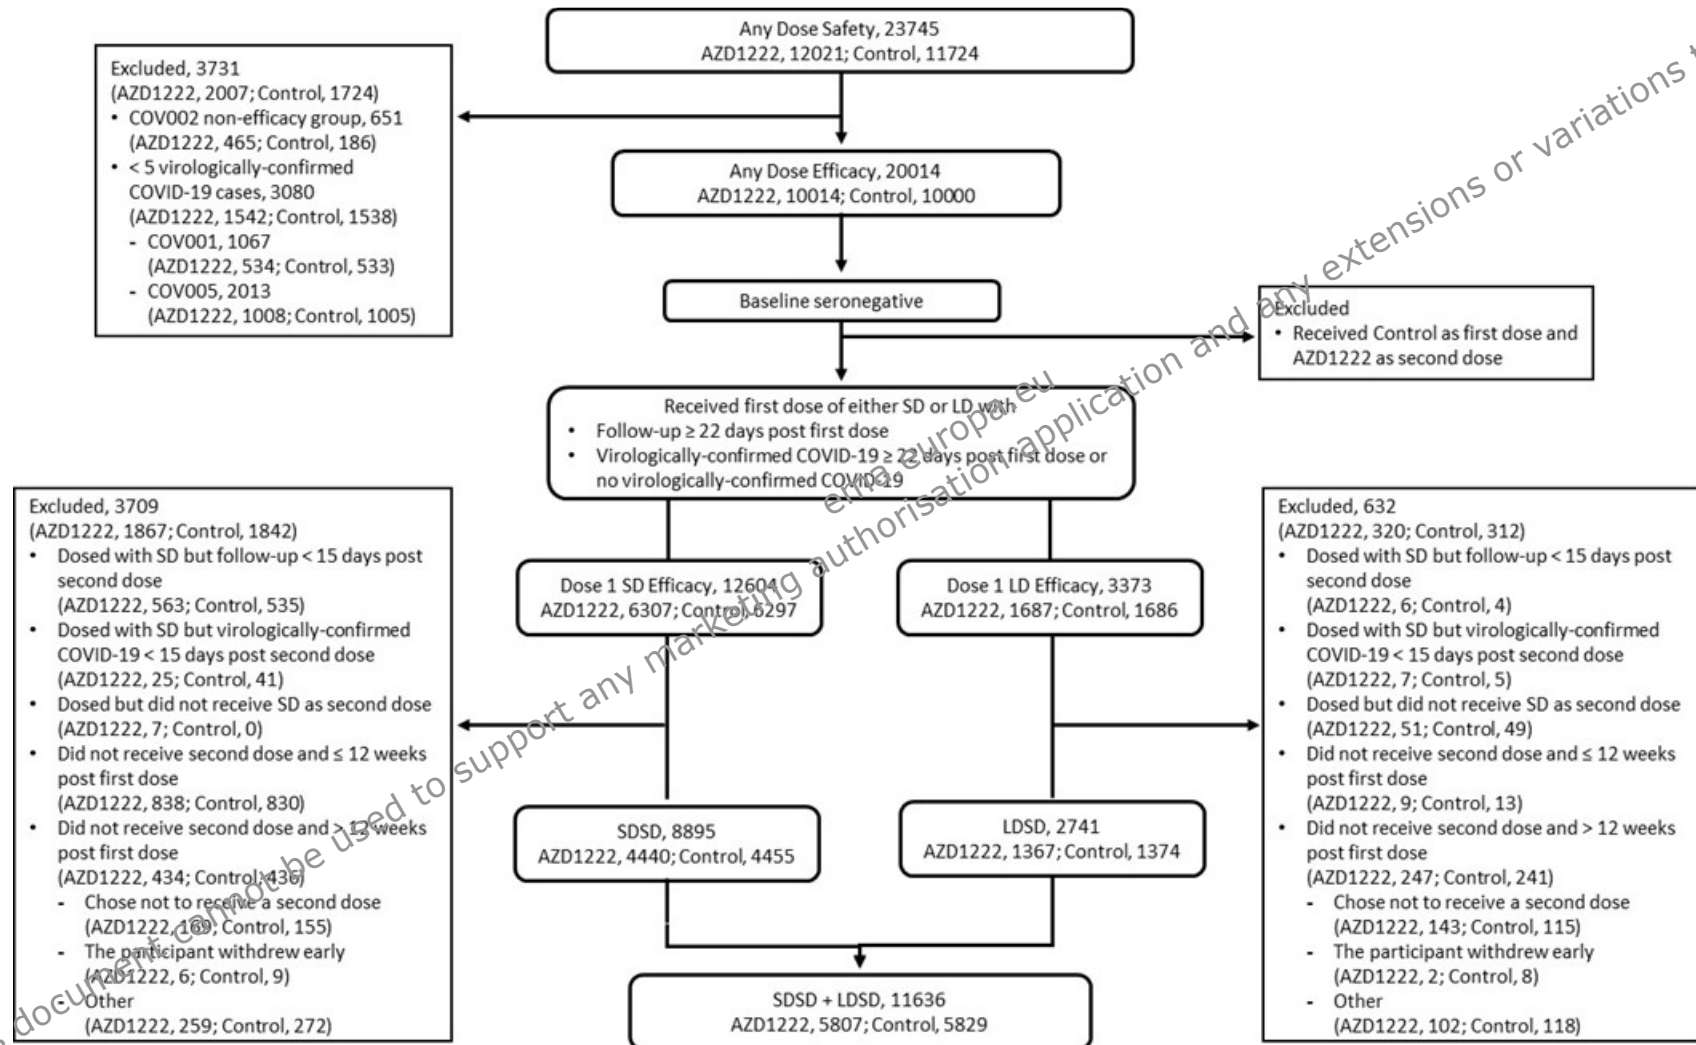 Any Dose Safety, 23745
AZD1222, 12021; Control, 11724
Excluded, 3731
(AZD1222, 2007; Control, 1724)
• COV002 non-efficacy group, 651
(AZD1222, 465; Control, 186)
• < 5 virologically-confirmed
COVID-19 cases, 3080
(AZD1222, 1542; Control, 1538)
- COV001, 1067
(AZD1222, 534; Control, 533)
- COV005, 2013
(AZD1222, 1008; Control, 1005)
Any Dose Efficacy, 20014
AZD1222, 10014; Control, 10000
Baseline seronegative
Excluded
• Received Control as first dose and
AZD1222 as second dose
Received first dose of either SD or LD with
• Follow-up ≥ 22 days post first dose
• Virologically-confirmed COVID-19 ≥ 22 days post first dose or
no virologically-confirmed COVID-19
Excluded, 3709
(AZD1222, 1867; Control, 1842)
• Dosed with SD but follow-up < 15 days post
second dose
(AZD1222, 563; Control, 535)
• Dosed with SD but virologically-confirmed
COVID-19 < 15 days post second dose
(AZD1222, 25; Control, 41)
• Dosed but did not receive SD as second dose
(AZD1222, 7; Control, 0)
• Did not receive second dose and ≤ 12 weeks
post first dose
(AZD1222, 838; Control, 830)
• Did not receive second dose and > 12 weeks
post first dose
(AZD1222, 434; Control, 436)
- Chose not to receive a second dose
(AZD1222, 169; Control, 155)
- The participant withdrew early
(AZD1222, 6; Control, 9)
- Other
(AZD1222, 259; Control, 272)
Dose 1 SD Efficacy, 12604
AZD1222, 6307; Control, 6297
Dose 1 LD Efficacy, 3373
AZD1222, 1687; Control, 1686
Excluded, 632
(AZD1222, 320; Control, 312)
• Dosed with SD but follow-up < 15 days post
second dose
(AZD1222, 6; Control, 4)
• Dosed with SD but virologically-confirmed
COVID-19 < 15 days post second dose
(AZD1222, 7; Control, 5)
• Dosed but did not receive SD as second dose
(AZD1222, 51; Control, 49)
• Did not receive second dose and ≤ 12 weeks
post first dose
(AZD1222, 9; Control, 13)
• Did not receive second dose and > 12 weeks
post first dose
(AZD1222, 247; Control, 241)
- Chose not to receive a second dose
(AZD1222, 143; Control, 115)
- The participant withdrew early
(AZD1222, 2; Control, 8)
- Other
(AZD1222, 102; Control, 118)
SDSD, 8895
AZD1222, 4440; Control, 4455
LDSD, 2741
AZD1222, 1367; Control, 1374
SDSD + LDSD, 11636
AZD1222, 5807; Control, 5829
ema.europa.eu
document cannot be used to support any marketing authorisation application and any extensions or variations